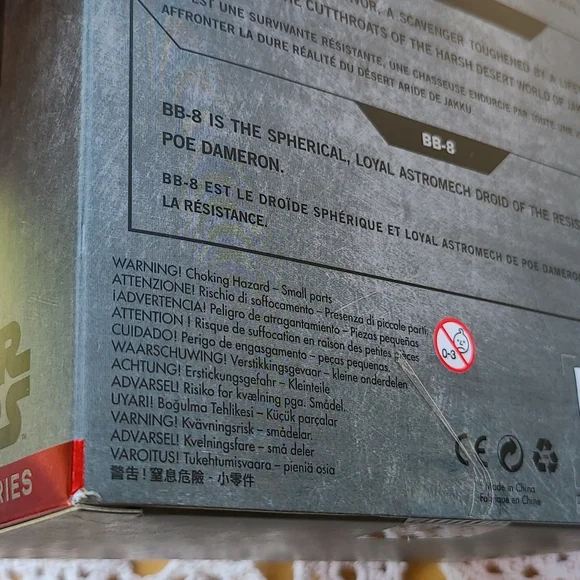 A SCAVENGER TOUGHENED BY A
CUTTHROATS OF THE HARSH DESERT WORLD OF
EST UNE SURVIVANTE RÉSISTANTE, UNE CHASSEUSE ENDURCIE PAR
AFFRONTER LA DURE RÉALITÉ DU DÉSERT ARIDE DE JAKKU
BB-8
BB-8 IS THE SPHERICAL, LOYAL ASTROMECH DROID OF THE
POE DAMERON.
BB-8 EST LE DROÏDE SPHÉRIQUE ET LOYAL ASTROMECH DE POE
LA RÉSISTANCE.
WARNING! Choking Hazard – Small parts
ATTENZIONE! Rischio di soffocamento – Presenza di piccole parti
¡ADVERTENCIA! Peligro de atragantamiento – Piezas pequeñas
ATTENTION ! Risque de suffocation en raison des petites pièces
CUIDADO! Perigo de engasgamento – peças pequenas.
WAARSCHUWING! Verstikkingsgevaar – kleine onderdelen
ACHTUNG! Erstickungsgefahr – Kleinteile
ADVARSEL! Risiko for kvælning pga. Smådel.
UYARI! Boğulma Tehlikesi – Küçük parçalar
VARNING! Kvävningsrisk – smådelar.
ADVARSEL! Kvelningsfare – små deler
VAROITUS! Tukehtumisvaara – pieniä osia
警告！窒息危險 - 小零件
0-3
CE
Made in China
Fabriqué en Chine